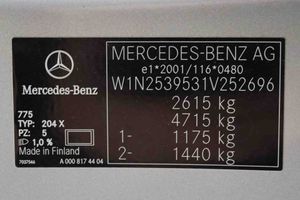 Mercedes-Benz
MERCEDES-BENZ AG
e1*2001/116*0480
W1N2539531V252696
2615 kg
4715 kg
1- 1175 kg
2- 1440 kg
775
TYP: 204 X
PZ: 5
1,0 %
Made in Finland
7037546 A 000 817 44 04